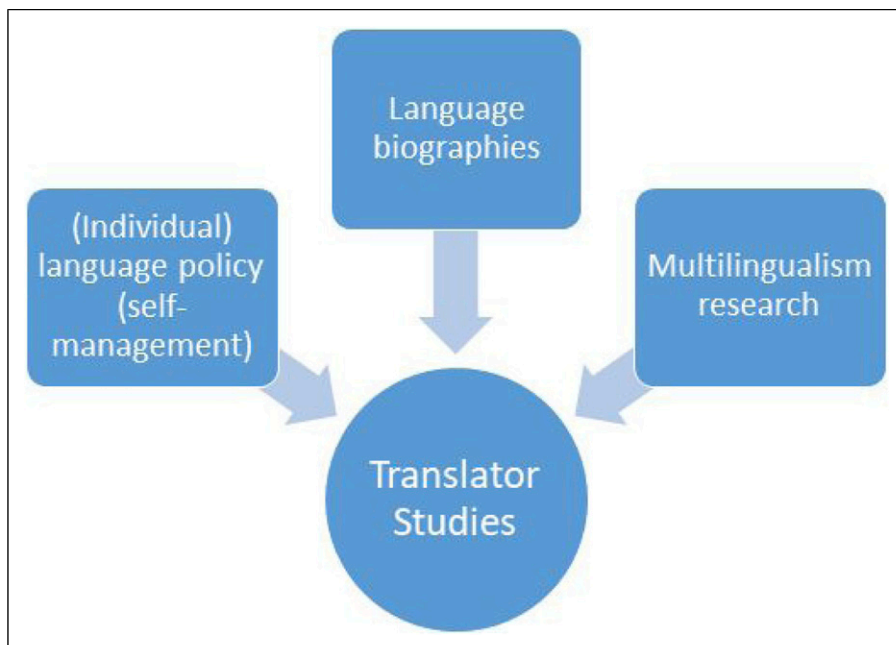 Language
biographies
(Individual)
language policy
(self-
management)
Multilingualism
research
Translator
Studies